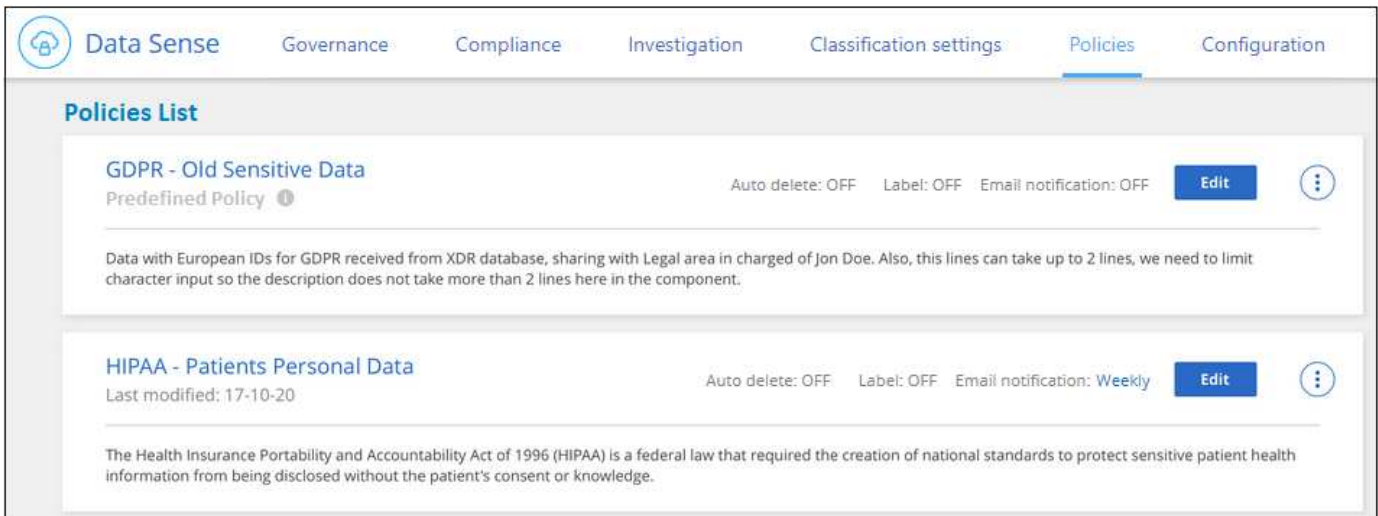 Data Sense Governance Compliance Investigation Classification settings Policies Configuration
Policies List
GDPR - Old Sensitive Data
Predefined Policy
Auto delete: OFF Label: OFF Email notification: OFF Edit
Data with European IDs for GDPR received from XDR database, sharing with Legal area in charged of Jon Doe. Also, this lines can take up to 2 lines, we need to limit
character input so the description does not take more than 2 lines here in the component.
HIPAA - Patients Personal Data
Last modified: 17-10-20
Auto delete: OFF Label: OFF Email notification: Weekly Edit
The Health Insurance Portability and Accountability Act of 1996 (HIPAA) is a federal law that required the creation of national standards to protect sensitive patient health
information from being disclosed without the patient's consent or knowledge.